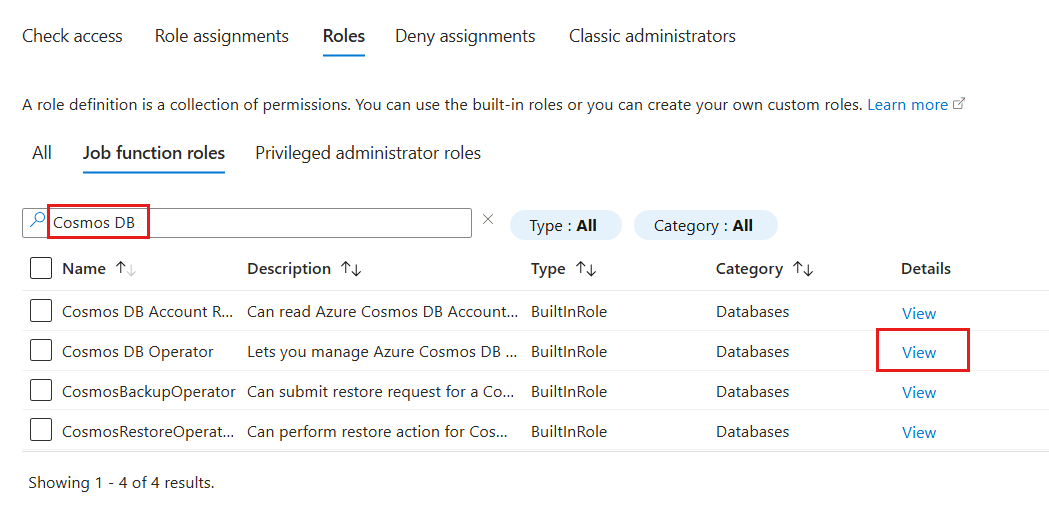 Check access Role assignments Roles Deny assignments Classic administrators
A role definition is a collection of permissions. You can use the built-in roles or you can create your own custom roles. Learn more
All Job function roles Privileged administrator roles
Cosmos DB Type : All Category : All
Name Description Type Category Details
Cosmos DB Account R... Can read Azure Cosmos DB Account... BuiltInRole Databases View
Cosmos DB Operator Lets you manage Azure Cosmos DB ... BuiltInRole Databases View
CosmosBackupOperator Can submit restore request for a Co... BuiltInRole Databases View
CosmosRestoreOperat... Can perform restore action for Cos... BuiltInRole Databases View
Showing 1 - 4 of 4 results.